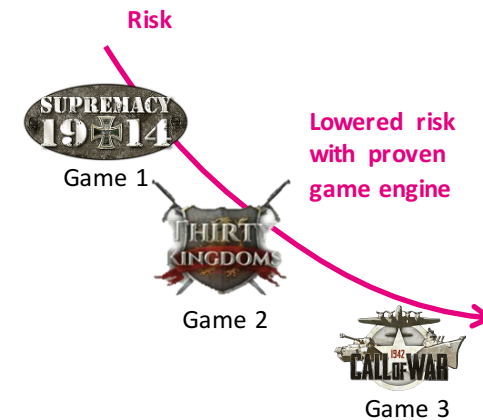 Risk
SUPREMACY
1914
Game 1
Lowered risk
with proven
game engine
THIRTY
KINGDOMS
Game 2
1942
CALL OF WAR
Game 3